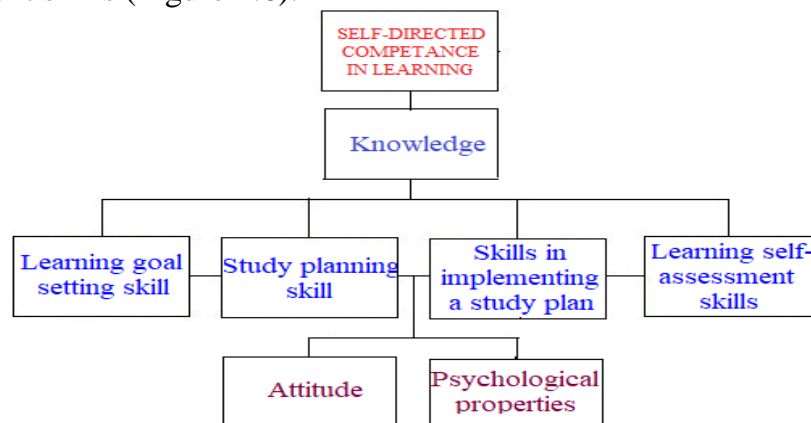 SELF-DIRECTED
COMPETANCE
IN LEARNING
Knowledge
Learning goal
setting skill
Study planning
skill
Skills in
implementing
a study plan
Learning self-
assessment
skills
Attitude
Psychological
properties